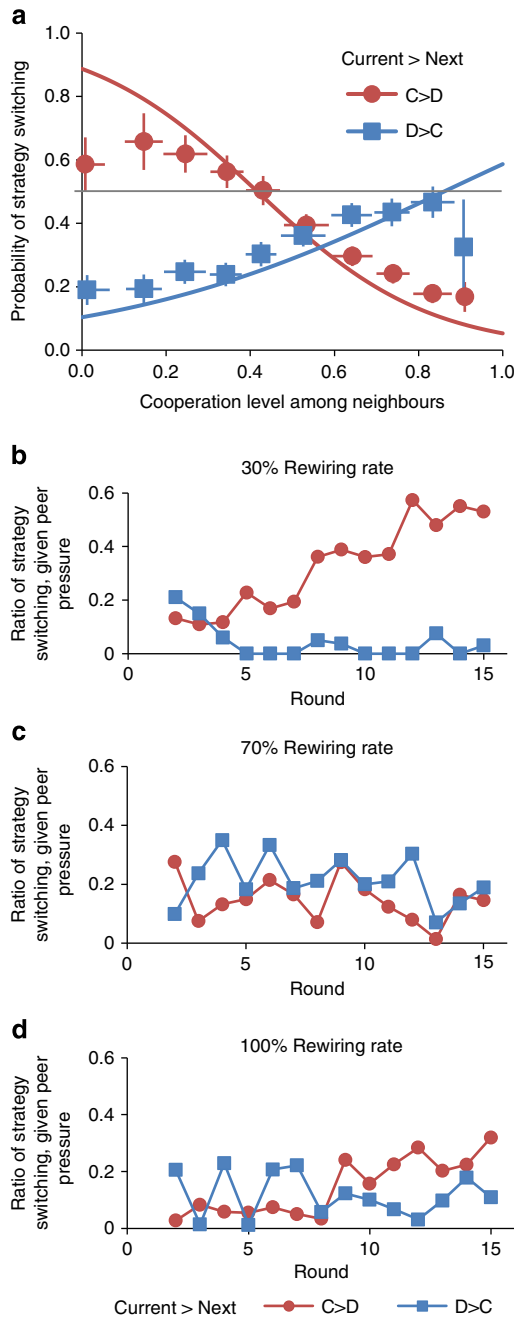 a
Current > Next
C>D
D>C
Probability of strategy switching
1.0
0.8
0.6
0.4
0.2
0.0
0.0 0.2 0.4 0.6 0.8 1.0
Cooperation level among neighbours
b
30% Rewiring rate
Ratio of strategy
switching, given peer
pressure
0.6
0.4
0.2
0
0 5 10 15
Round
c
70% Rewiring rate
Ratio of strategy
switching, given peer
pressure
0.6
0.4
0.2
0
0 5 10 15
Round
d
100% Rewiring rate
Ratio of strategy
switching, given peer
pressure
0.6
0.4
0.2
0
0 5 10 15
Round
Current > Next C>D D>C